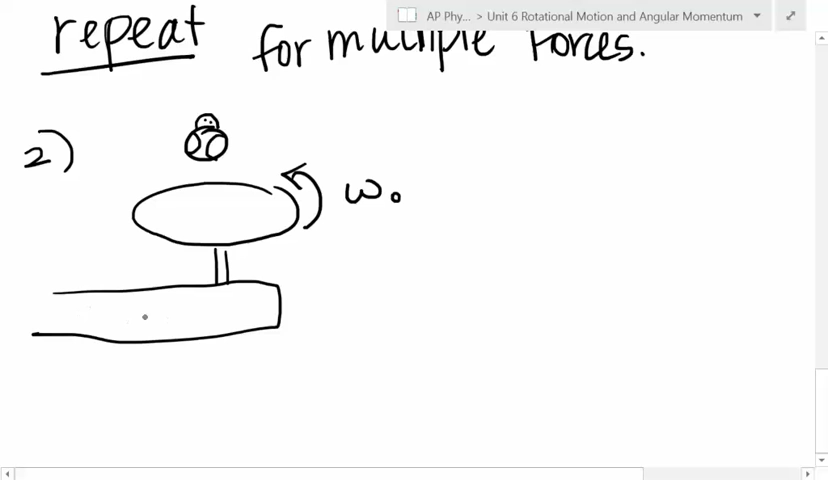 AP Phy... > Unit 6 Rotational Motion and Angular Momentum
repeat for multiple forces.
2)
ω₀